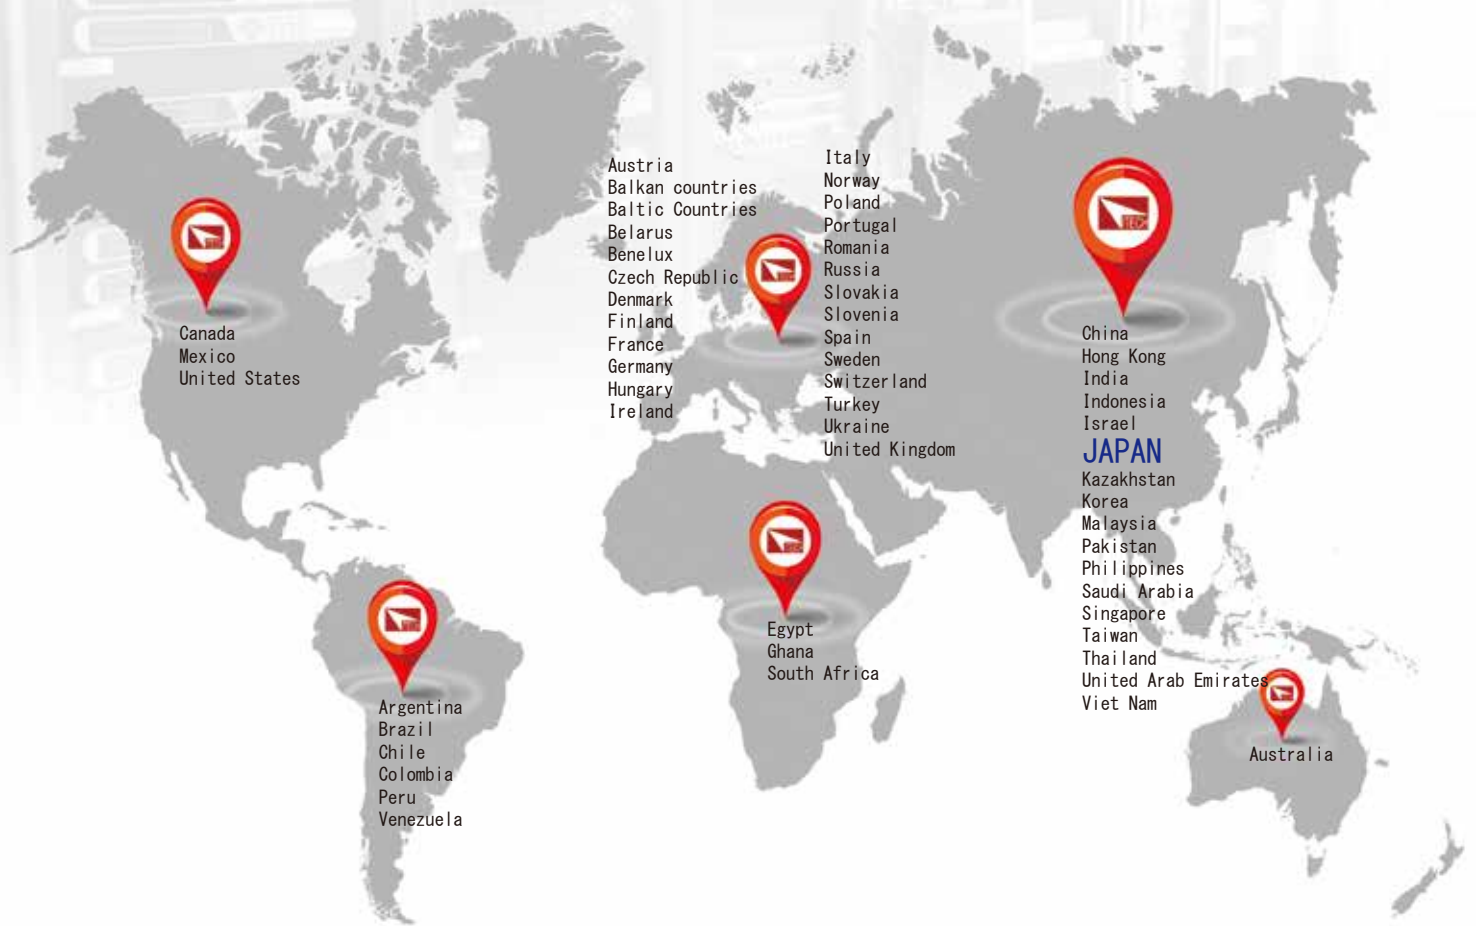 Canada
Mexico
United States
Austria
Balkan countries
Baltic Countries
Belarus
Benelux
Czech Republic
Denmark
Finland
France
Germany
Hungary
Ireland
Italy
Norway
Poland
Portugal
Romania
Russia
Slovakia
Slovenia
Spain
Sweden
Switzerland
Turkey
Ukraine
United Kingdom
China
Hong Kong
India
Indonesia
Israel
JAPAN
Kazakhstan
Korea
Malaysia
Pakistan
Philippines
Saudi Arabia
Singapore
Taiwan
Thailand
United Arab Emirates
Viet Nam
Egypt
Ghana
South Africa
Argentina
Brazil
Chile
Colombia
Peru
Venezuela
Australia